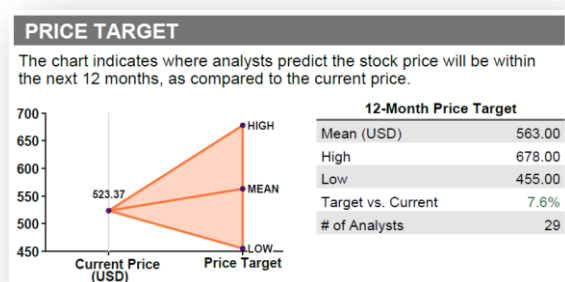 PRICE TARGET
The chart indicates where analysts predict the stock price will be within
the next 12 months, as compared to the current price.
700
650
600
550
500
450
523.37
HIGH
MEAN
LOW
Current Price
(USD)
Price Target
12-Month Price Target
Mean (USD) 563.00
High 678.00
Low 455.00
Target vs. Current 7.6%
# of Analysts 29